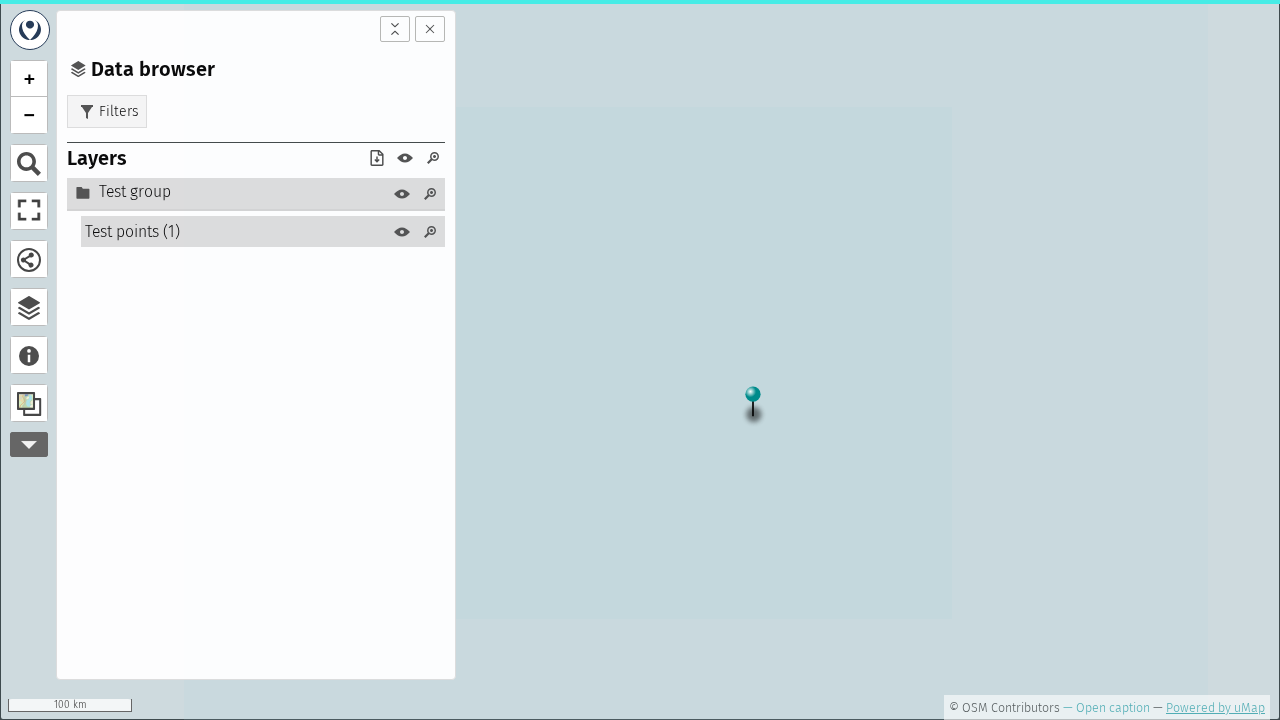 +
−
Data browser
Filters
Layers
Test group
Test points (1)
100 km
© OSM Contributors — Open caption — Powered by uMap